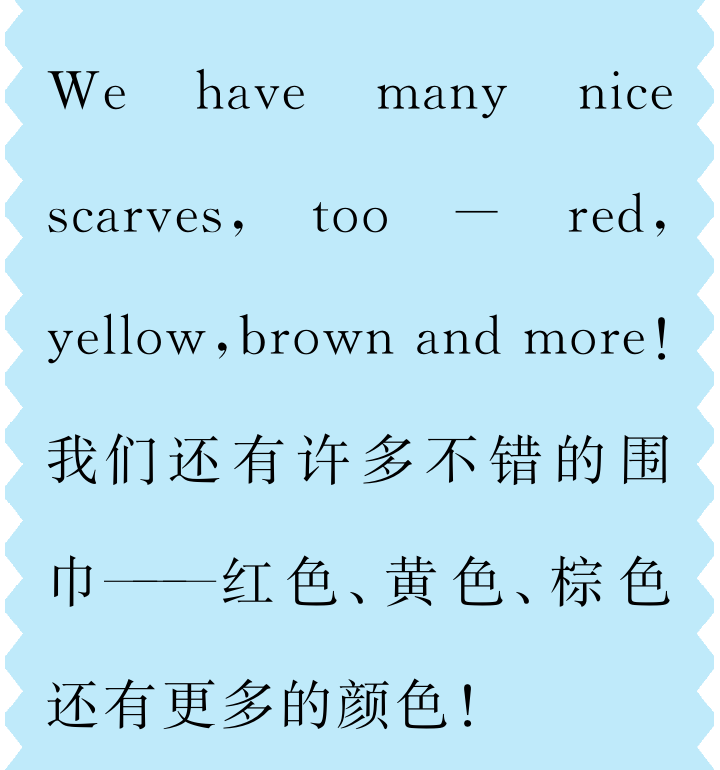 We have many nice
scarves, too — red,
yellow,brown and more!
我们还有许多不错的围
巾——红色、黄色、棕色
还有更多的颜色！